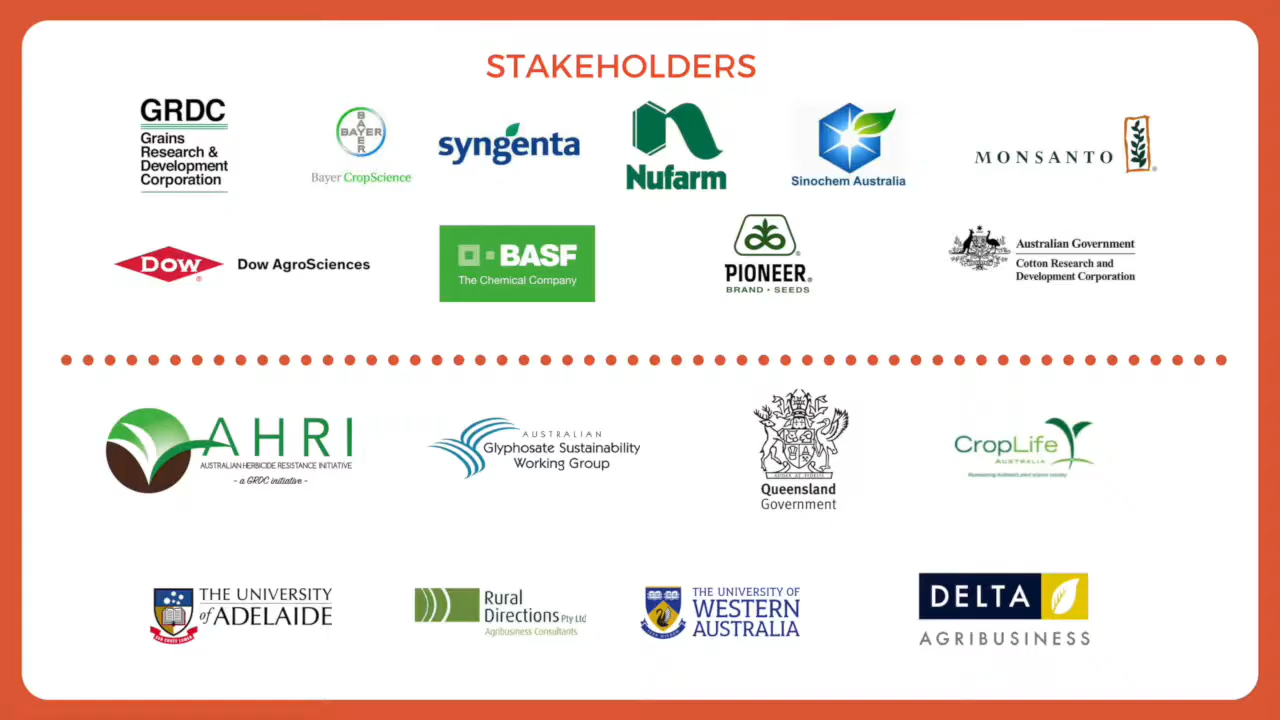 STAKEHOLDERS
GRDC
Grains
Research &
Development
Corporation
BAYER
BAYER
Bayer CropScience
syngenta
Nufarm
Sinochem Australia
MONSANTO
®
Dow
®
Dow AgroSciences
BASF
The Chemical Company
®
PIONEER®
BRAND • SEEDS
Australian Government
Cotton Research and
Development Corporation
AHRI
AUSTRALIAN HERBICIDE RESISTANCE INITIATIVE
- a GRDC initiative -
AUSTRALIAN
Glyphosate Sustainability
Working Group
Queensland
Government
CropLife
AUSTRALIA
THE UNIVERSITY
of ADELAIDE
Rural
Directions Pty Ltd
Agribusiness Consultants
THE UNIVERSITY OF
WESTERN
AUSTRALIA
DELTA
AGRIBUSINESS